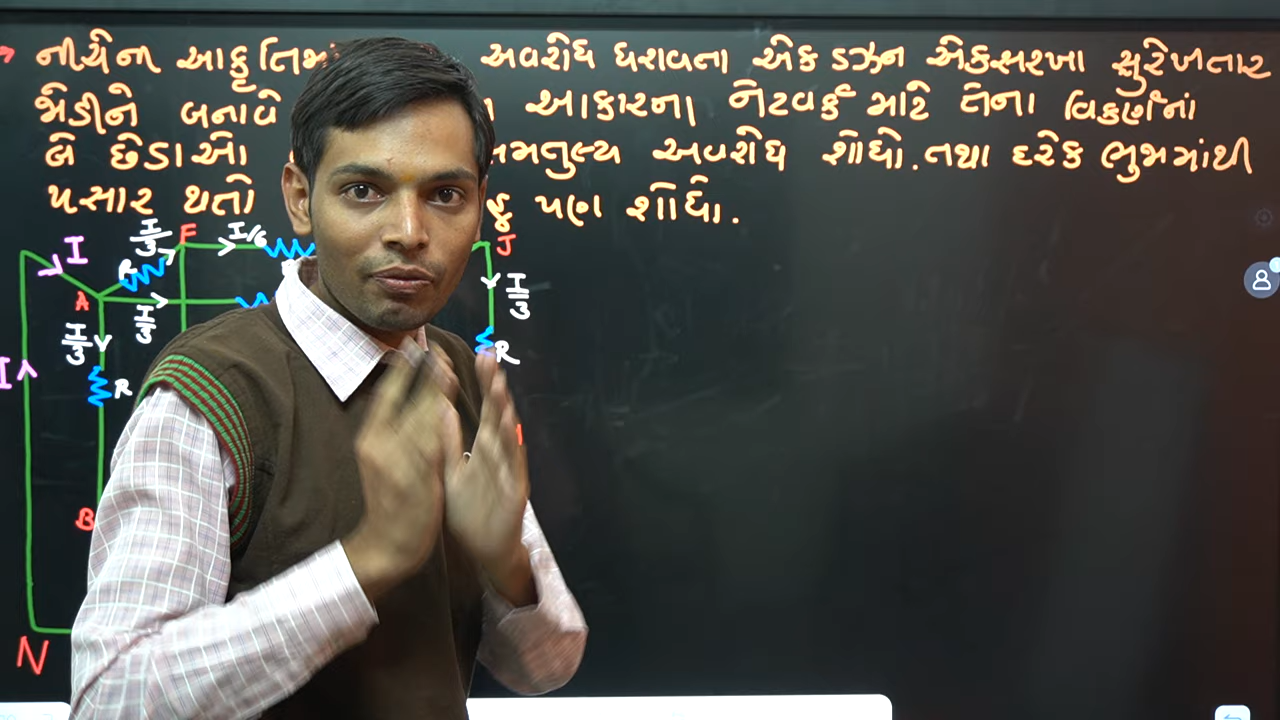 નીચેના આકૃતિમાં અવરોધ ધરાવતા એક ડઝન એકસરખા સુરેખ તાર
જોડીને બનાવે આકારના નેટવર્ક માટે તેના વિકર્ણનાં
બે છેડાઓ સમતુલ્ય અવરોધ શોધો. તથા દરેક ભુજમાંથી
પસાર થતો પણ શોધો.
I/3 F I/6 J
I R I/3
A I/3
I/3 R
I R
B
N